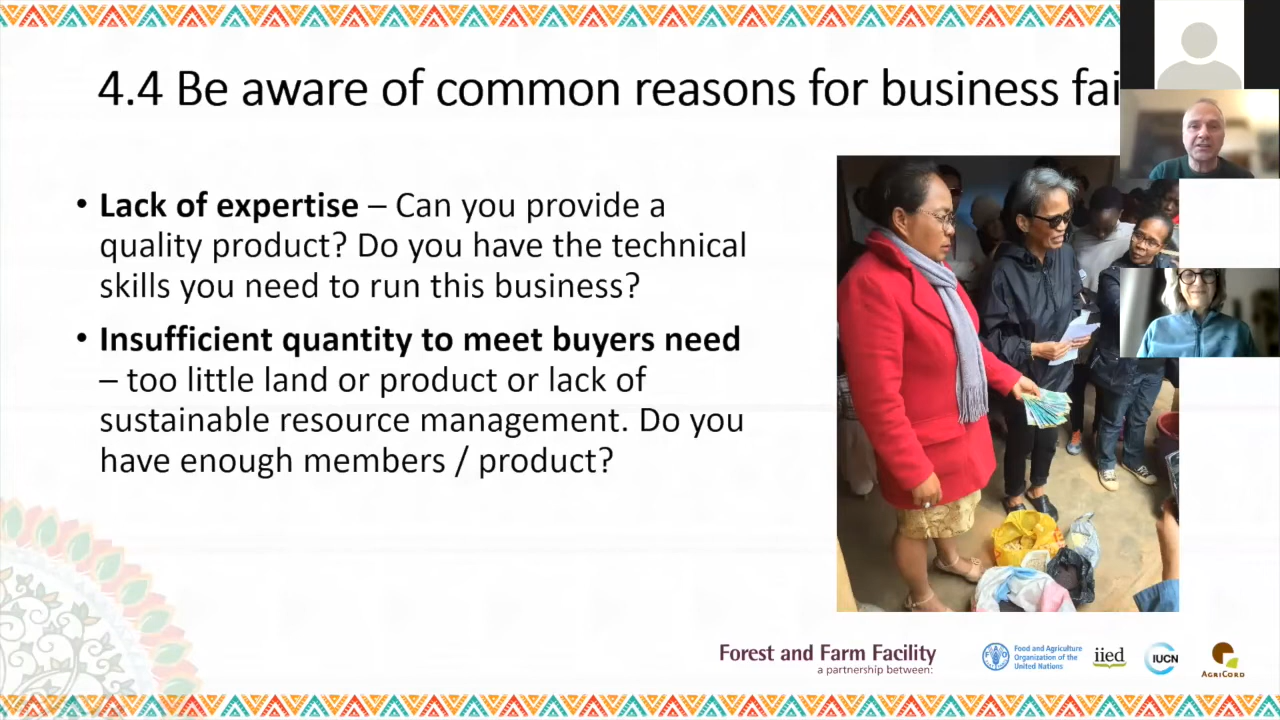 4.4 Be aware of common reasons for business fai
• Lack of expertise – Can you provide a
quality product? Do you have the technical
skills you need to run this business?
• Insufficient quantity to meet buyers need
– too little land or product or lack of
sustainable resource management. Do you
have enough members / product?
Forest and Farm Facility
a partnership between:
Food and Agriculture
Organization of the
United Nations
iied
IUCN
AGRICORD